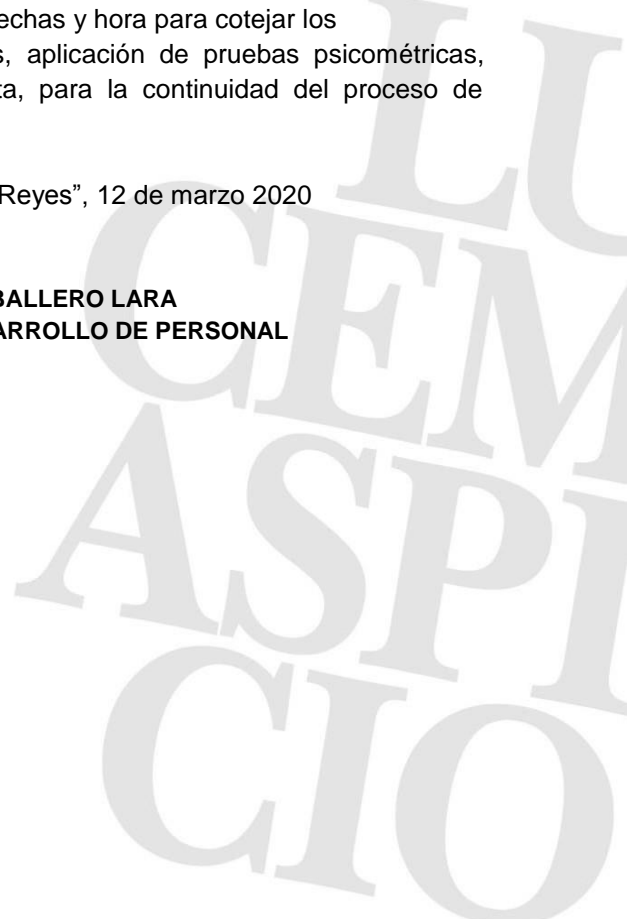 echas y hora para cotejar los
s, aplicación de pruebas psicométricas,
ta, para la continuidad del proceso de
Reyes”, 12 de marzo 2020
BALLERO LARA
ARROLLO DE PERSONAL
LU
CEM
ASPI
CIO